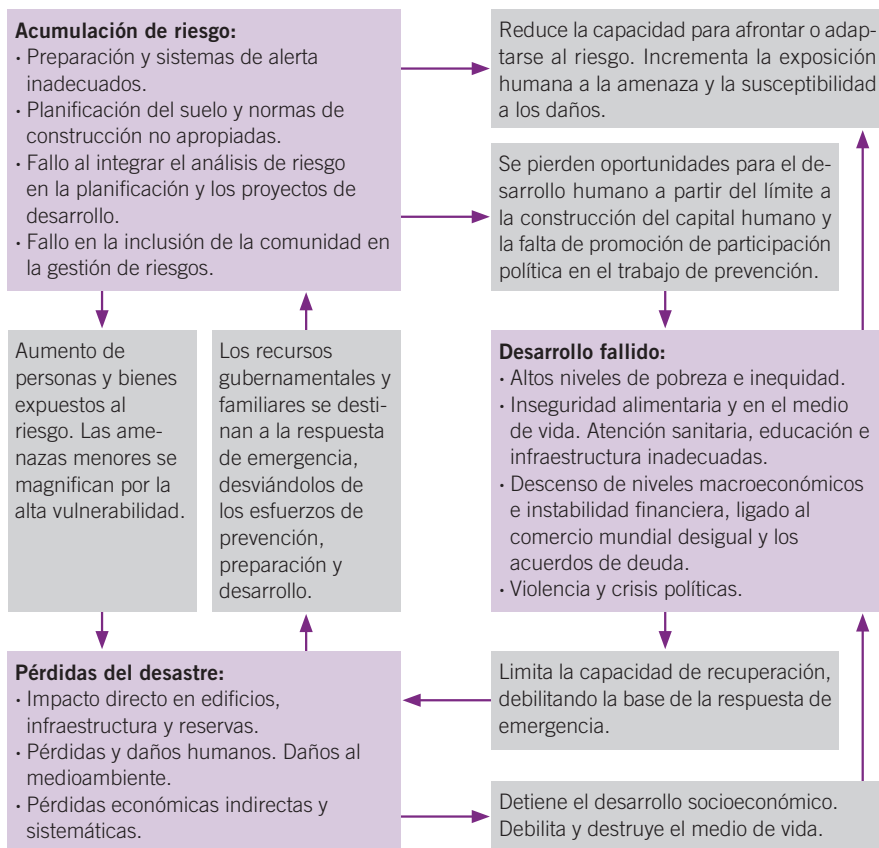 Acumulación de riesgo:
· Preparación y sistemas de alerta
inadecuados.
· Planificación del suelo y normas de
construcción no apropiadas.
· Fallo al integrar el análisis de riesgo
en la planificación y los proyectos de
desarrollo.
· Fallo en la inclusión de la comunidad en
la gestión de riesgos.
Reduce la capacidad para afrontar o adap-
tarse al riesgo. Incrementa la exposición
humana a la amenaza y la susceptibilidad
a los daños.
Se pierden oportunidades para el de-
sarrollo humano a partir del límite a
la construcción del capital humano y
la falta de promoción de participación
política en el trabajo de prevención.
Aumento de
personas y bienes
expuestos al
riesgo. Las ame-
nazas menores se
magnifican por la
alta vulnerabilidad.
Los recursos
gubernamentales y
familiares se desti-
nan a la respuesta
de emergencia,
desviándolos de
los esfuerzos de
prevención,
preparación y
desarrollo.
Desarrollo fallido:
· Altos niveles de pobreza e inequidad.
· Inseguridad alimentaria y en el medio
de vida. Atención sanitaria, educación e
infraestructura inadecuadas.
· Descenso de niveles macroeconómicos
e instabilidad financiera, ligado al
comercio mundial desigual y los
acuerdos de deuda.
· Violencia y crisis políticas.
Pérdidas del desastre:
· Impacto directo en edificios,
infraestructura y reservas.
· Pérdidas y daños humanos. Daños al
medioambiente.
· Pérdidas económicas indirectas y
sistemáticas.
Limita la capacidad de recuperación,
debilitando la base de la respuesta de
emergencia.
Detiene el desarrollo socioeconómico.
Debilita y destruye el medio de vida.